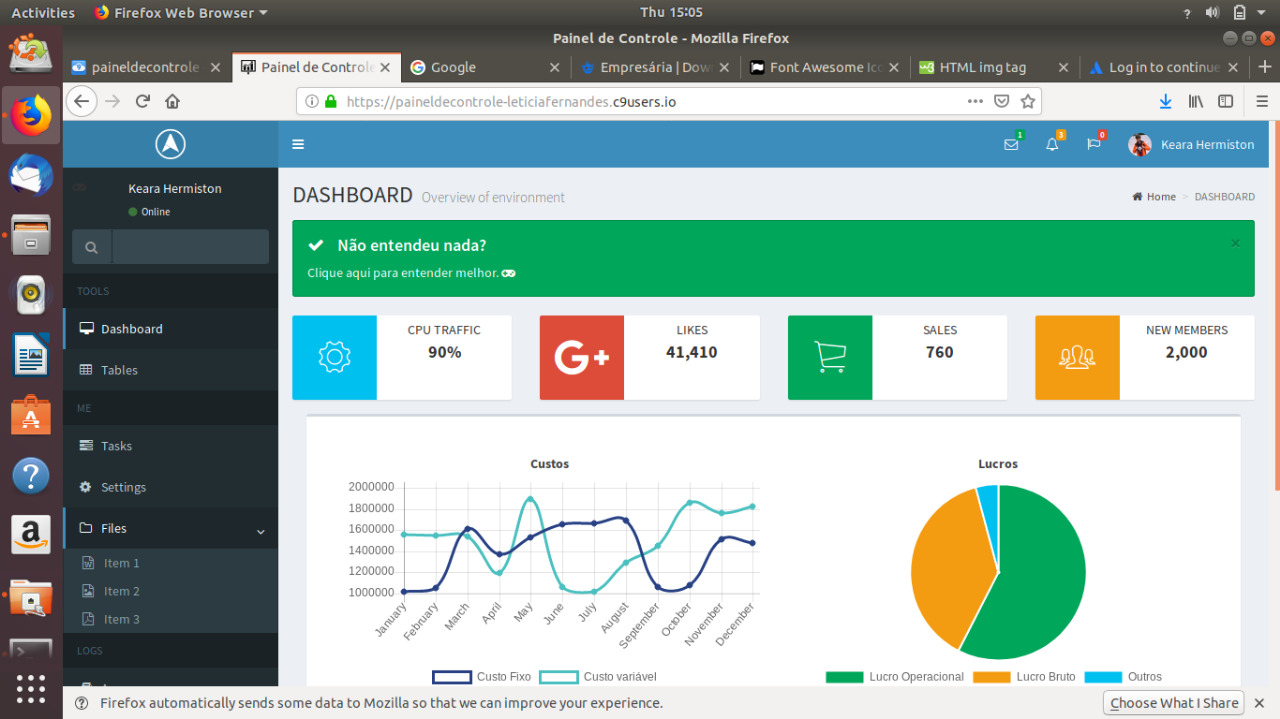 Activities Firefox Web Browser Thu 15:05
Painel de Controle - Mozilla Firefox
paineldecontrole Painel de Controle Google Empresária | Dow Font Awesome Ico HTML img tag Log in to continue
https://paineldecontrole-leticiafernandes.c9users.io
1 3 0
Keara Hermiston
Keara Hermiston
Online
TOOLS
Dashboard
Tables
ME
Tasks
Settings
Files
Item 1
Item 2
Item 3
LOGS
DASHBOARD Overview of environment
Home > DASHBOARD
Não entendeu nada? ×
Clique aqui para entender melhor.
CPU TRAFFIC
90%
G+
LIKES
41,410
SALES
760
NEW MEMBERS
2,000
Custos
2000000
1800000
1600000
1400000
1200000
1000000
January February March April May June July August September October November December
Custo Fixo Custo variável
Lucros
Lucro Operacional Lucro Bruto Outros
Firefox automatically sends some data to Mozilla so that we can improve your experience. Choose What I Share